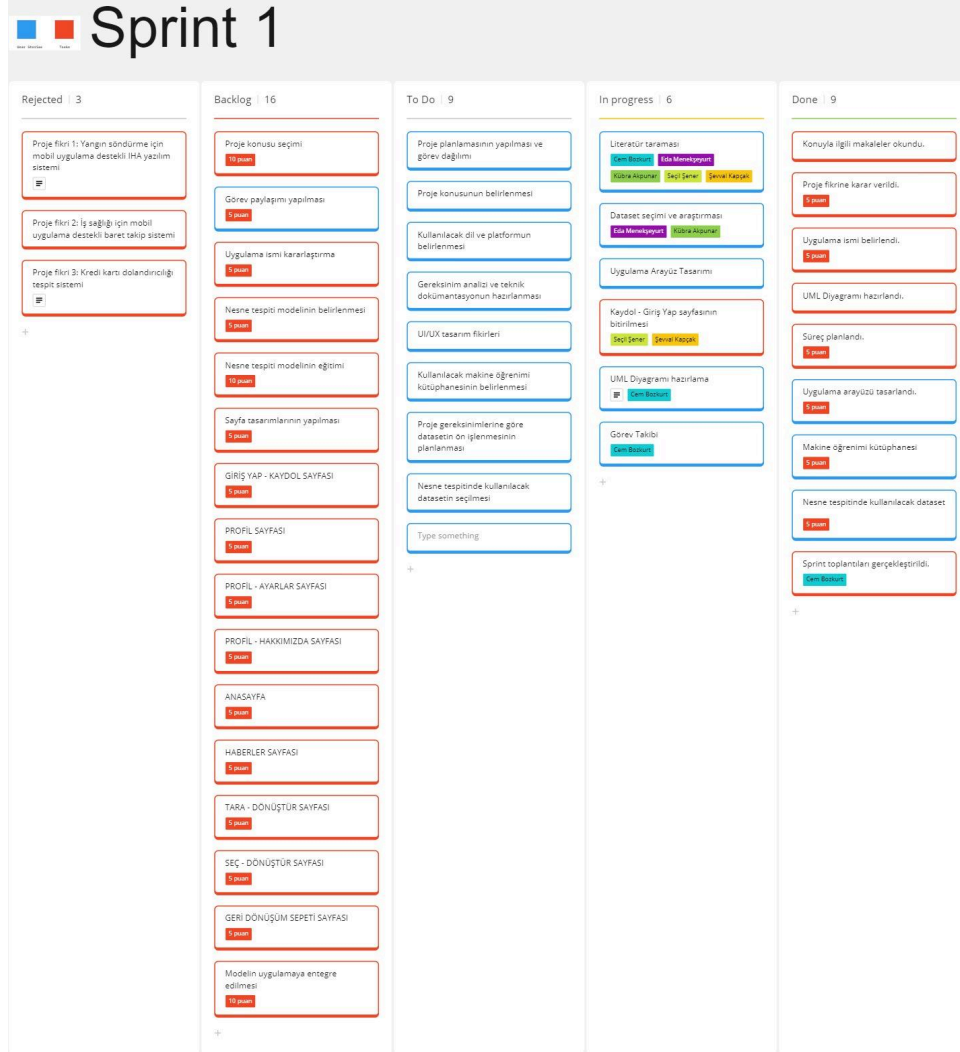 Sprint 1
Rejected | 3
Proje fikri 1: Yangın söndürme için
mobil uygulama destekli IHA yazılım
sistemi
Proje fikri 2: İş sağlığı için mobil
uygulama destekli baret takip sistemi
Proje fikri 3: Kredi kartı dolandırıcılığı
tespit sistemi
+
Backlog | 16
Proje konusu seçimi
10 puan
Görev paylaşımı yapılması
5 puan
Uygulama ismi kararlaştırma
5 puan
Nesne tespiti modelinin belirlenmesi
5 puan
Nesne tespiti modelinin eğitimi
10 puan
Sayfa tasarımlarının yapılması
5 puan
GİRİŞ YAP - KAYDOL SAYFASI
5 puan
PROFİL SAYFASI
5 puan
PROFİL - AYARLAR SAYFASI
5 puan
PROFİL - HAKKIMIZDA SAYFASI
5 puan
ANASAYFA
5 puan
HABERLER SAYFASI
5 puan
TARA - DÖNÜŞTÜR SAYFASI
5 puan
SEÇ - DÖNÜŞTÜR SAYFASI
5 puan
GERİ DÖNÜŞÜM SEPETİ SAYFASI
5 puan
Modelin uygulamaya entegre
edilmesi
10 puan
+
To Do | 9
Proje planlamasının yapılması ve
görev dağılımı
Proje konusunun belirlenmesi
Kullanılacak dil ve platformun
belirlenmesi
Gereksinim analizi ve teknik
dokümantasyonun hazırlanması
UI/UX tasarım fikirleri
Kullanılacak makine öğrenimi
kütüphanesinin belirlenmesi
Proje gereksinimlerine göre
datasetin ön işlenmesinin
planlanması
Nesne tespitinde kullanılacak
datasetin seçilmesi
Type something
+
In progress | 6
Literatür taraması
Cem Bozkurt Eda Menekşeyurt
Kübra Akpunar Seçil Şener Şevval Kapçak
Dataset seçimi ve araştırması
Eda Menekşeyurt Kübra Akpunar
Uygulama Arayüz Tasarımı
Kaydol - Giriş Yap sayfasının
bitirilmesi
Seçil Şener Şevval Kapçak
UML Diyagramı hazırlama
Cem Bozkurt
Görev Takibi
Cem Bozkurt
+
Done | 9
Konuyla ilgili makaleler okundu.
Proje fikrine karar verildi.
5 puan
Uygulama ismi belirlendi.
5 puan
UML Diyagramı hazırlandı.
Süreç planlandı.
5 puan
Uygulama arayüzü tasarlandı.
5 puan
Makine öğrenimi kütüphanesi
5 puan
Nesne tespitinde kullanılacak dataset
5 puan
Sprint toplantıları gerçekleştirildi.
Cem Bozkurt
+